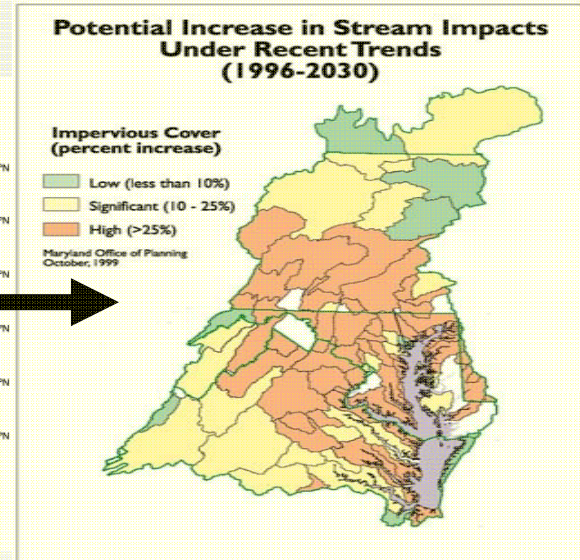 Potential Increase in Stream Impacts
Under Recent Trends
(1996-2030)
Impervious Cover
(percent increase)
Low (less than 10%)
Significant (10 - 25%)
High (>25%)
Maryland Office of Planning
October, 1999
°N
°N
°N
°N
°N
°N